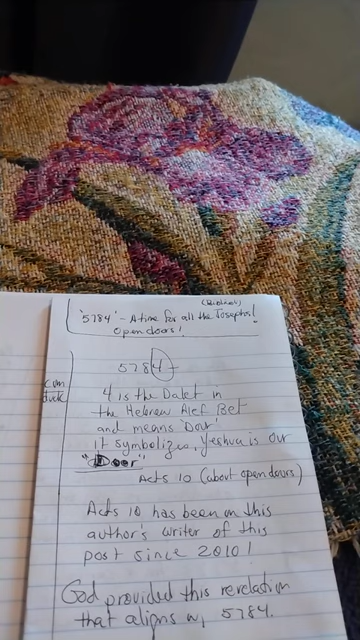 '5784' - A time for all the Josephs!
Open doors!
5784
4 is the Dalet in
the Hebrew Alef Bet
and means 'Door'
it symbolizes, Yeshua is our
"Door"
Acts 10 (about open doors)
Acts 10 has been on this
author's writer of this
post since 2010!
God provided this revelation
that aligns w, 5784.